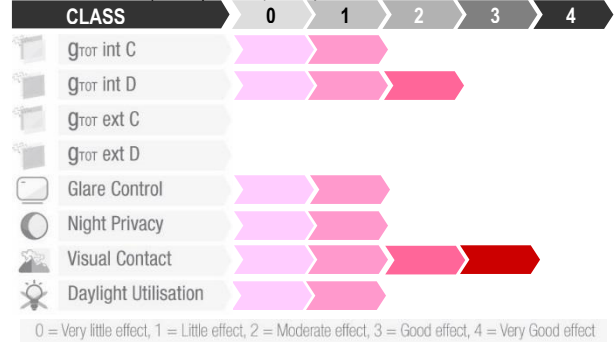 CLASS 0 1 2 3 4
gTOT int C
gTOT int D
gTOT ext C
gTOT ext D
Glare Control
Night Privacy
Visual Contact
Daylight Utilisation
0 = Very little effect, 1 = Little effect, 2 = Moderate effect, 3 = Good effect, 4 = Very Good effect